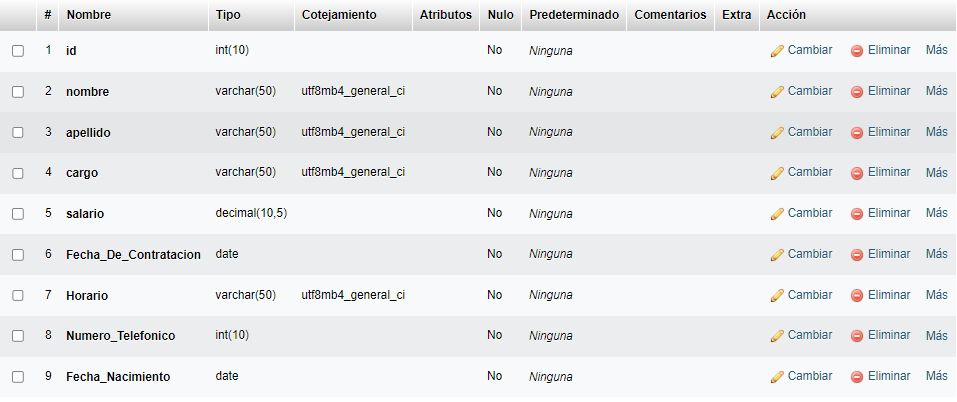 # Nombre Tipo Cotejamiento Atributos Nulo Predeterminado Comentarios Extra Acción
1 id int(10) No Ninguna Cambiar Eliminar Más
2 nombre varchar(50) utf8mb4_general_ci No Ninguna Cambiar Eliminar Más
3 apellido varchar(50) utf8mb4_general_ci No Ninguna Cambiar Eliminar Más
4 cargo varchar(50) utf8mb4_general_ci No Ninguna Cambiar Eliminar Más
5 salario decimal(10,5) No Ninguna Cambiar Eliminar Más
6 Fecha_De_Contratacion date No Ninguna Cambiar Eliminar Más
7 Horario varchar(50) utf8mb4_general_ci No Ninguna Cambiar Eliminar Más
8 Numero_Telefonico int(10) No Ninguna Cambiar Eliminar Más
9 Fecha_Nacimiento date No Ninguna Cambiar Eliminar Más